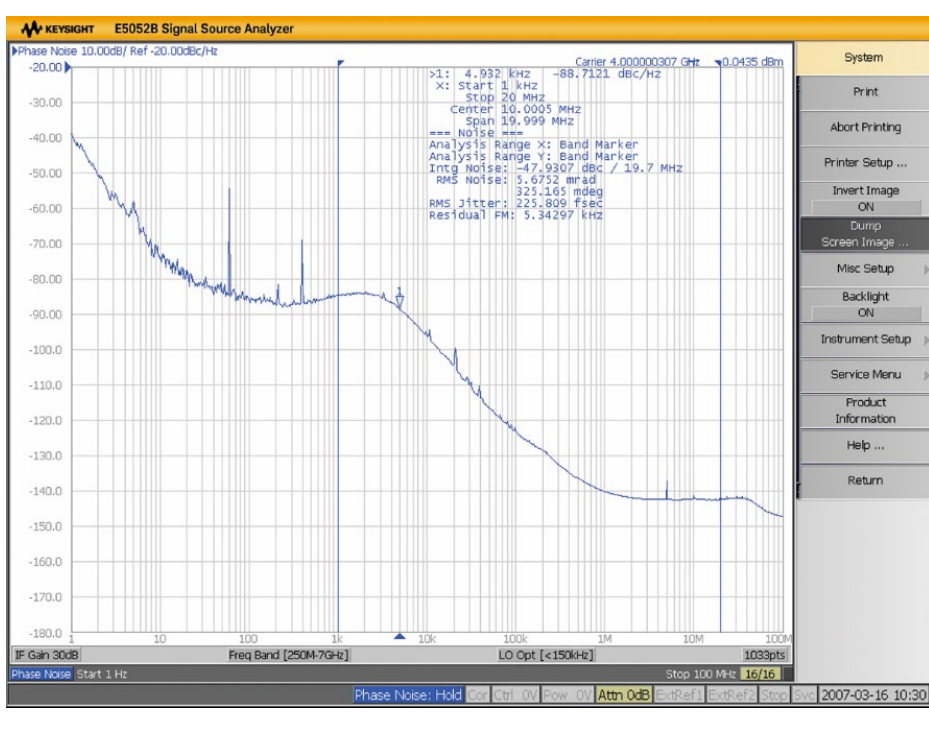 KEYSIGHT E5052B Signal Source Analyzer
Phase Noise 10.00dB/ Ref -20.00dBc/Hz
Carrier 4.000000307 GHz 0.0435 dBm
>1: 4.932 kHz -88.7121 dBc/Hz
X: Start 1 kHz
Stop 20 MHz
Center 10.0005 MHz
Span 19.999 MHz
=== Noise ===
Analysis Range X: Band Marker
Analysis Range Y: Band Marker
Intg Noise: -47.9307 dBc / 19.7 MHz
RMS Noise: 5.6752 mrad
325.165 mdeg
RMS Jitter: 225.809 fsec
Residual FM: 5.34297 kHz
-20.00
-30.00
-40.00
-50.00
-60.00
-70.00
-80.00
-90.00
-100.0
-110.0
-120.0
-130.0
-140.0
-150.0
-160.0
-170.0
-180.0
1
1 10 100 1k 10k 100k 1M 10M 100M
IF Gain 30dB Freq Band [250M-7GHz] LO Opt [<150kHz] 1033pts
Phase Noise Start 1 Hz Stop 100 MHz 16/16
Phase Noise: Hold Cor Ctrl 0V Pow 0V Attn 0dB ExtRef1 ExtRef2 Stop Svc 2007-03-16 10:30
System
Print
Abort Printing
Printer Setup ...
Invert Image
ON
Dump
Screen Image ...
Misc Setup
Backlight
ON
Instrument Setup
Service Menu
Product
Information
Help ...
Return